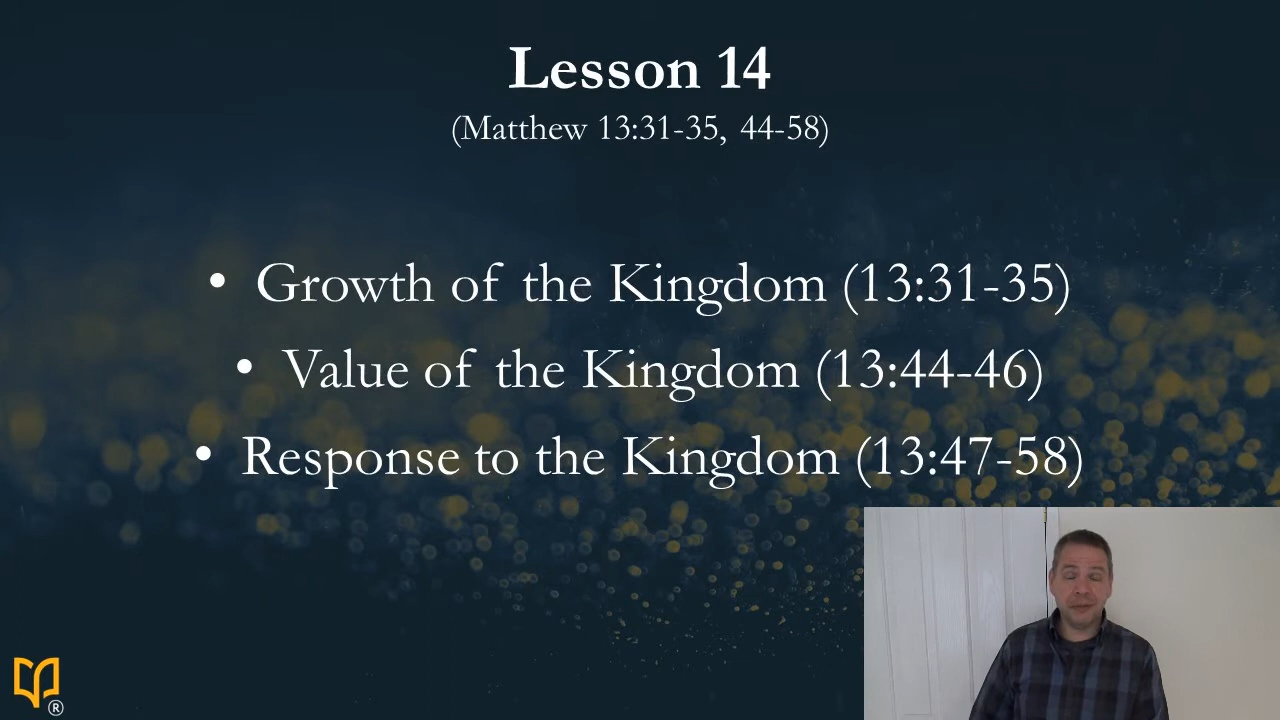 Lesson 14
(Matthew 13:31-35, 44-58)
• Growth of the Kingdom (13:31-35)
• Value of the Kingdom (13:44-46)
• Response to the Kingdom (13:47-58)
®